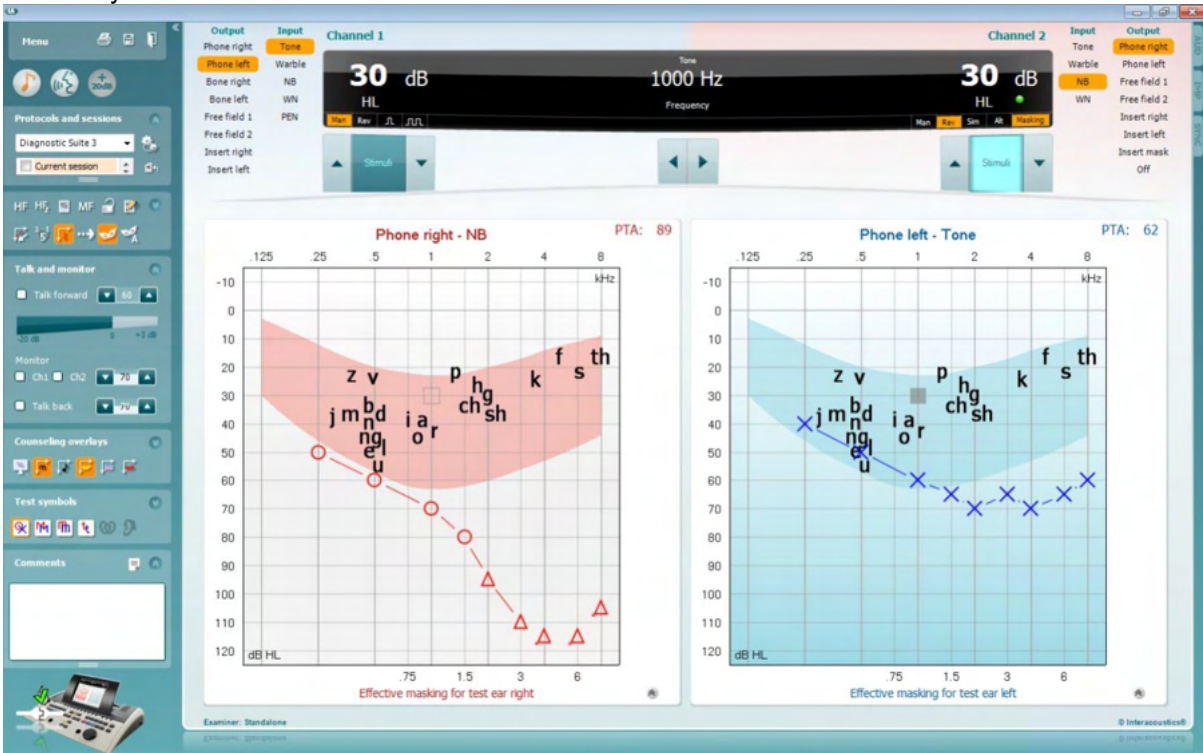 Menu
20dB
Protocols and sessions
Diagnostic Suite 3
Current session
HF HF₂ MF
Talk and monitor
Talk forward 60
-20 dB 0 +3 dB
Monitor
Ch1 Ch2 70
Talk back 70
Counseling overlays
Test symbols
Comments
Output Input
Phone right Tone
Phone left Warble
Bone right NB
Bone left WN
Free field 1 PEN
Free field 2
Insert right
Insert left
Channel 1 Channel 2
30 dB
HL
Man Rev
Tone
1000 Hz
Frequency
30 dB
HL
Man Rev Sim Alt Masking
Stimuli
Stimuli
Input Output
Tone Phone right
Warble Phone left
NB Free field 1
WN Free field 2
Insert right
Insert left
Insert mask
Off
AUD
IMP
SYNC
Phone right - NB PTA: 89
.125 .25 .5 1 2 4 8
kHz
-10
0
10
20
30
40
50
60
70
80
90
100
110
120
z v p h g k f s th
j m b d n ng e l u i a o r ch sh
dB HL
.75 1.5 3 6
Effective masking for test ear right
Phone left - Tone PTA: 62
.125 .25 .5 1 2 4 8
kHz
-10
0
10
20
30
40
50
60
70
80
90
100
110
120
z v p h g k f s th
j m b d n ng e l u i a o r ch sh
dB HL
.75 1.5 3 6
Effective masking for test ear left
Examiner: Standalone © Interacoustics®